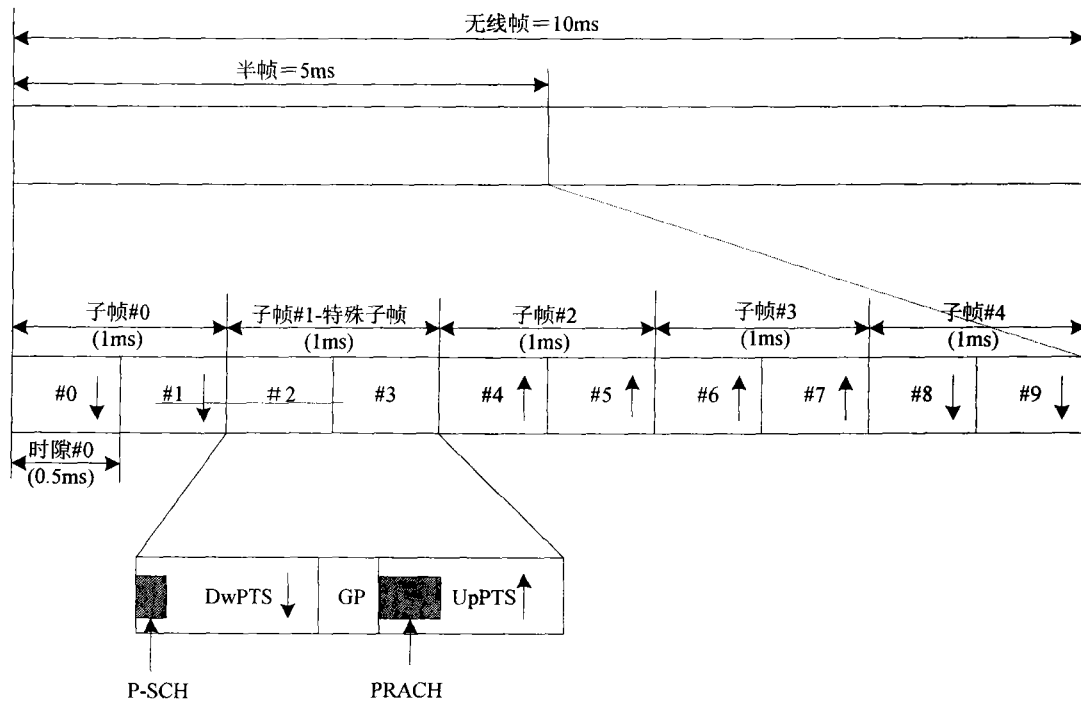 无线帧＝10ms
半帧＝5ms
子帧#0 子帧#1-特殊子帧 子帧#2 子帧#3 子帧#4
(1ms) (1ms) (1ms) (1ms) (1ms)
#0 #1 #2 #3 #4 #5 #6 #7 #8 #9
时隙#0
(0.5ms)
DwPTS GP UpPTS
P-SCH PRACH